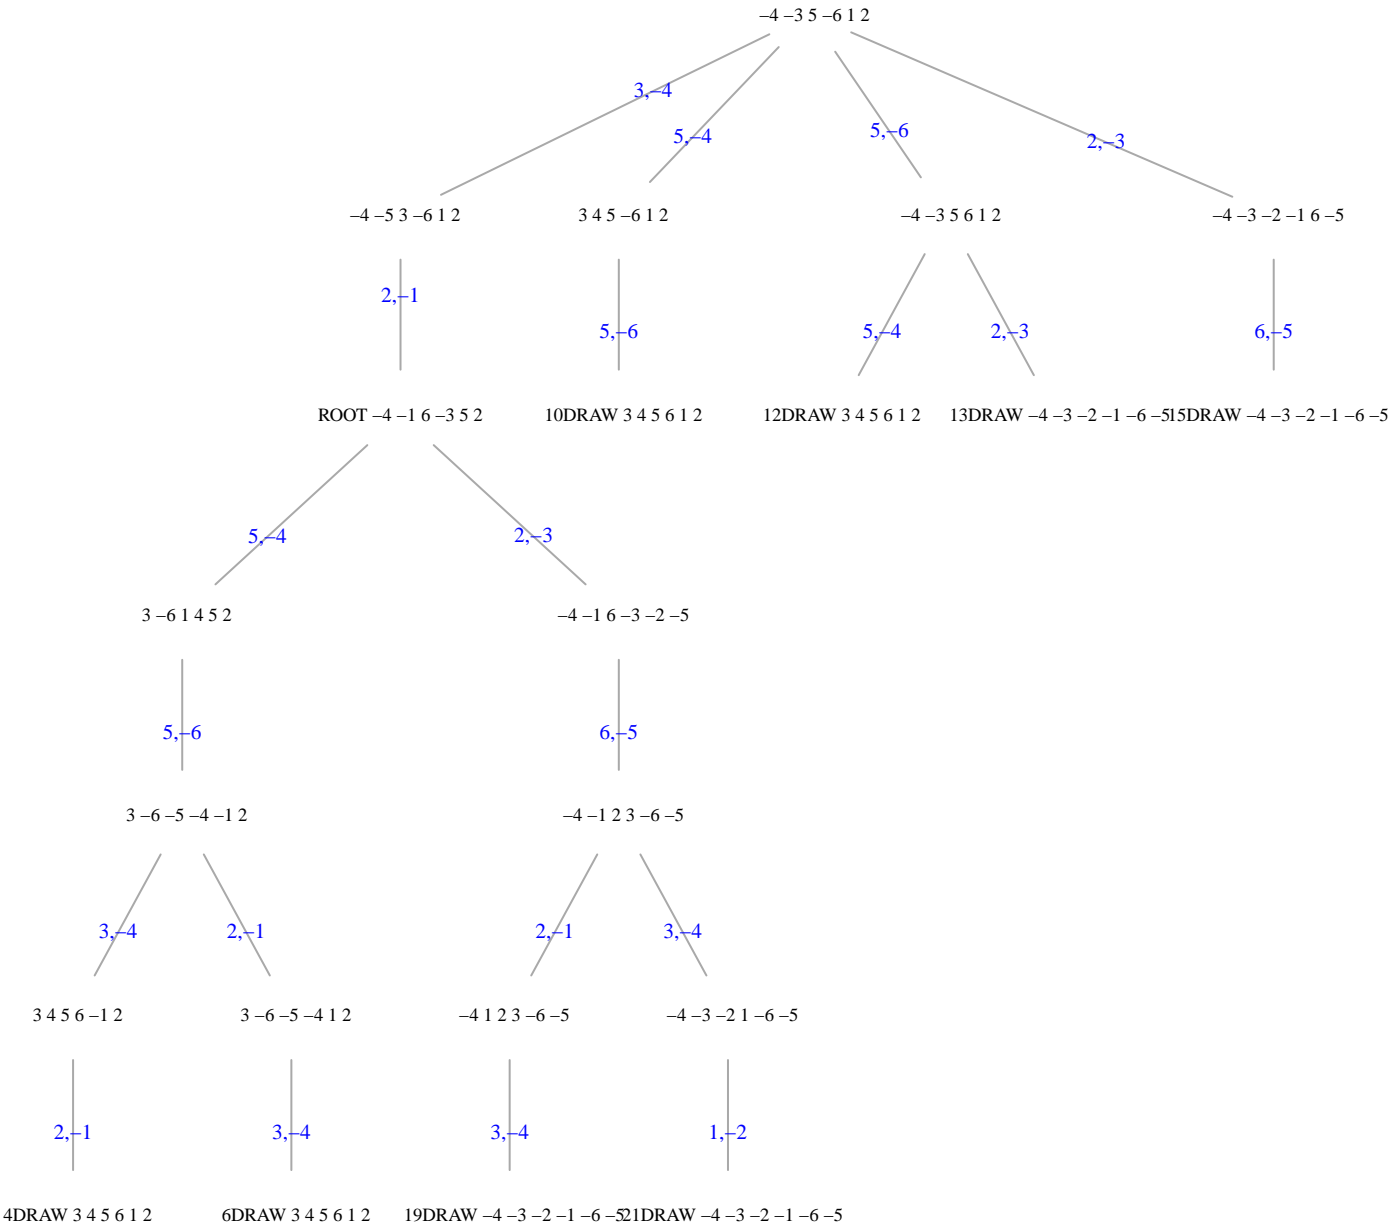 –4 –3 5 –6 1 2
3,–4
5,–4
5,–6
2,–3
–4 –5 3 –6 1 2
3 4 5 –6 1 2
–4 –3 5 6 1 2
–4 –3 –2 –1 6 –5
2,–1
5,–6
5,–4
2,–3
6,–5
ROOT –4 –1 6 –3 5 2
10DRAW 3 4 5 6 1 2
12DRAW 3 4 5 6 1 2
13DRAW –4 –3 –2 –1 –6 –5
15DRAW –4 –3 –2 –1 –6 –5
5,–4
2,–3
3 –6 1 4 5 2
–4 –1 6 –3 –2 –5
5,–6
6,–5
3 –6 –5 –4 –1 2
–4 –1 2 3 –6 –5
3,–4
2,–1
2,–1
3,–4
3 4 5 6 –1 2
3 –6 –5 –4 1 2
–4 1 2 3 –6 –5
–4 –3 –2 1 –6 –5
2,–1
3,–4
3,–4
1,–2
4DRAW 3 4 5 6 1 2
6DRAW 3 4 5 6 1 2
19DRAW –4 –3 –2 –1 –6 –5
21DRAW –4 –3 –2 –1 –6 –5